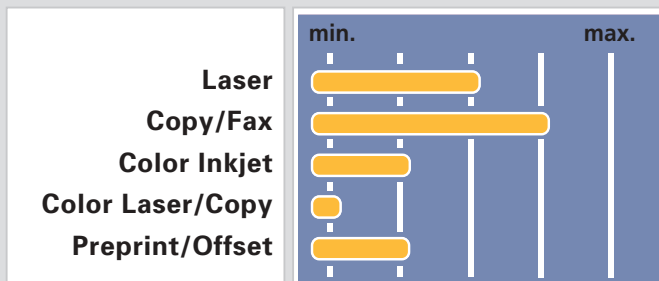 min. max.
Laser
Copy/Fax
Color Inkjet
Color Laser/Copy
Preprint/Offset